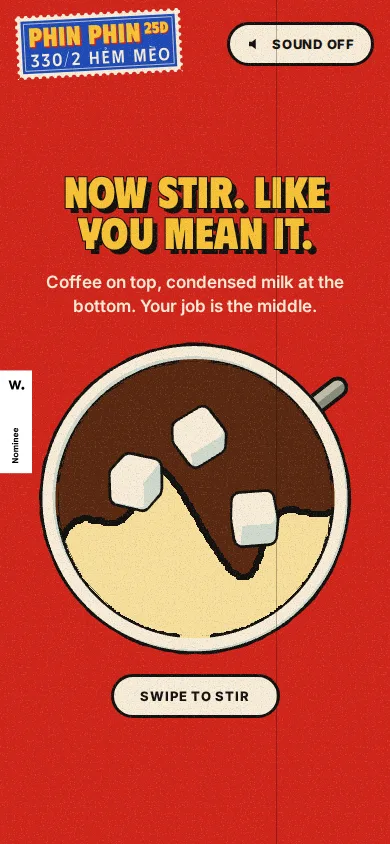 PHIN PHIN 25D
330/2 HẺM MÈO
SOUND OFF
NOW STIR. LIKE
YOU MEAN IT.
Coffee on top, condensed milk at the
bottom. Your job is the middle.
W.
Nominee
SWIPE TO STIR